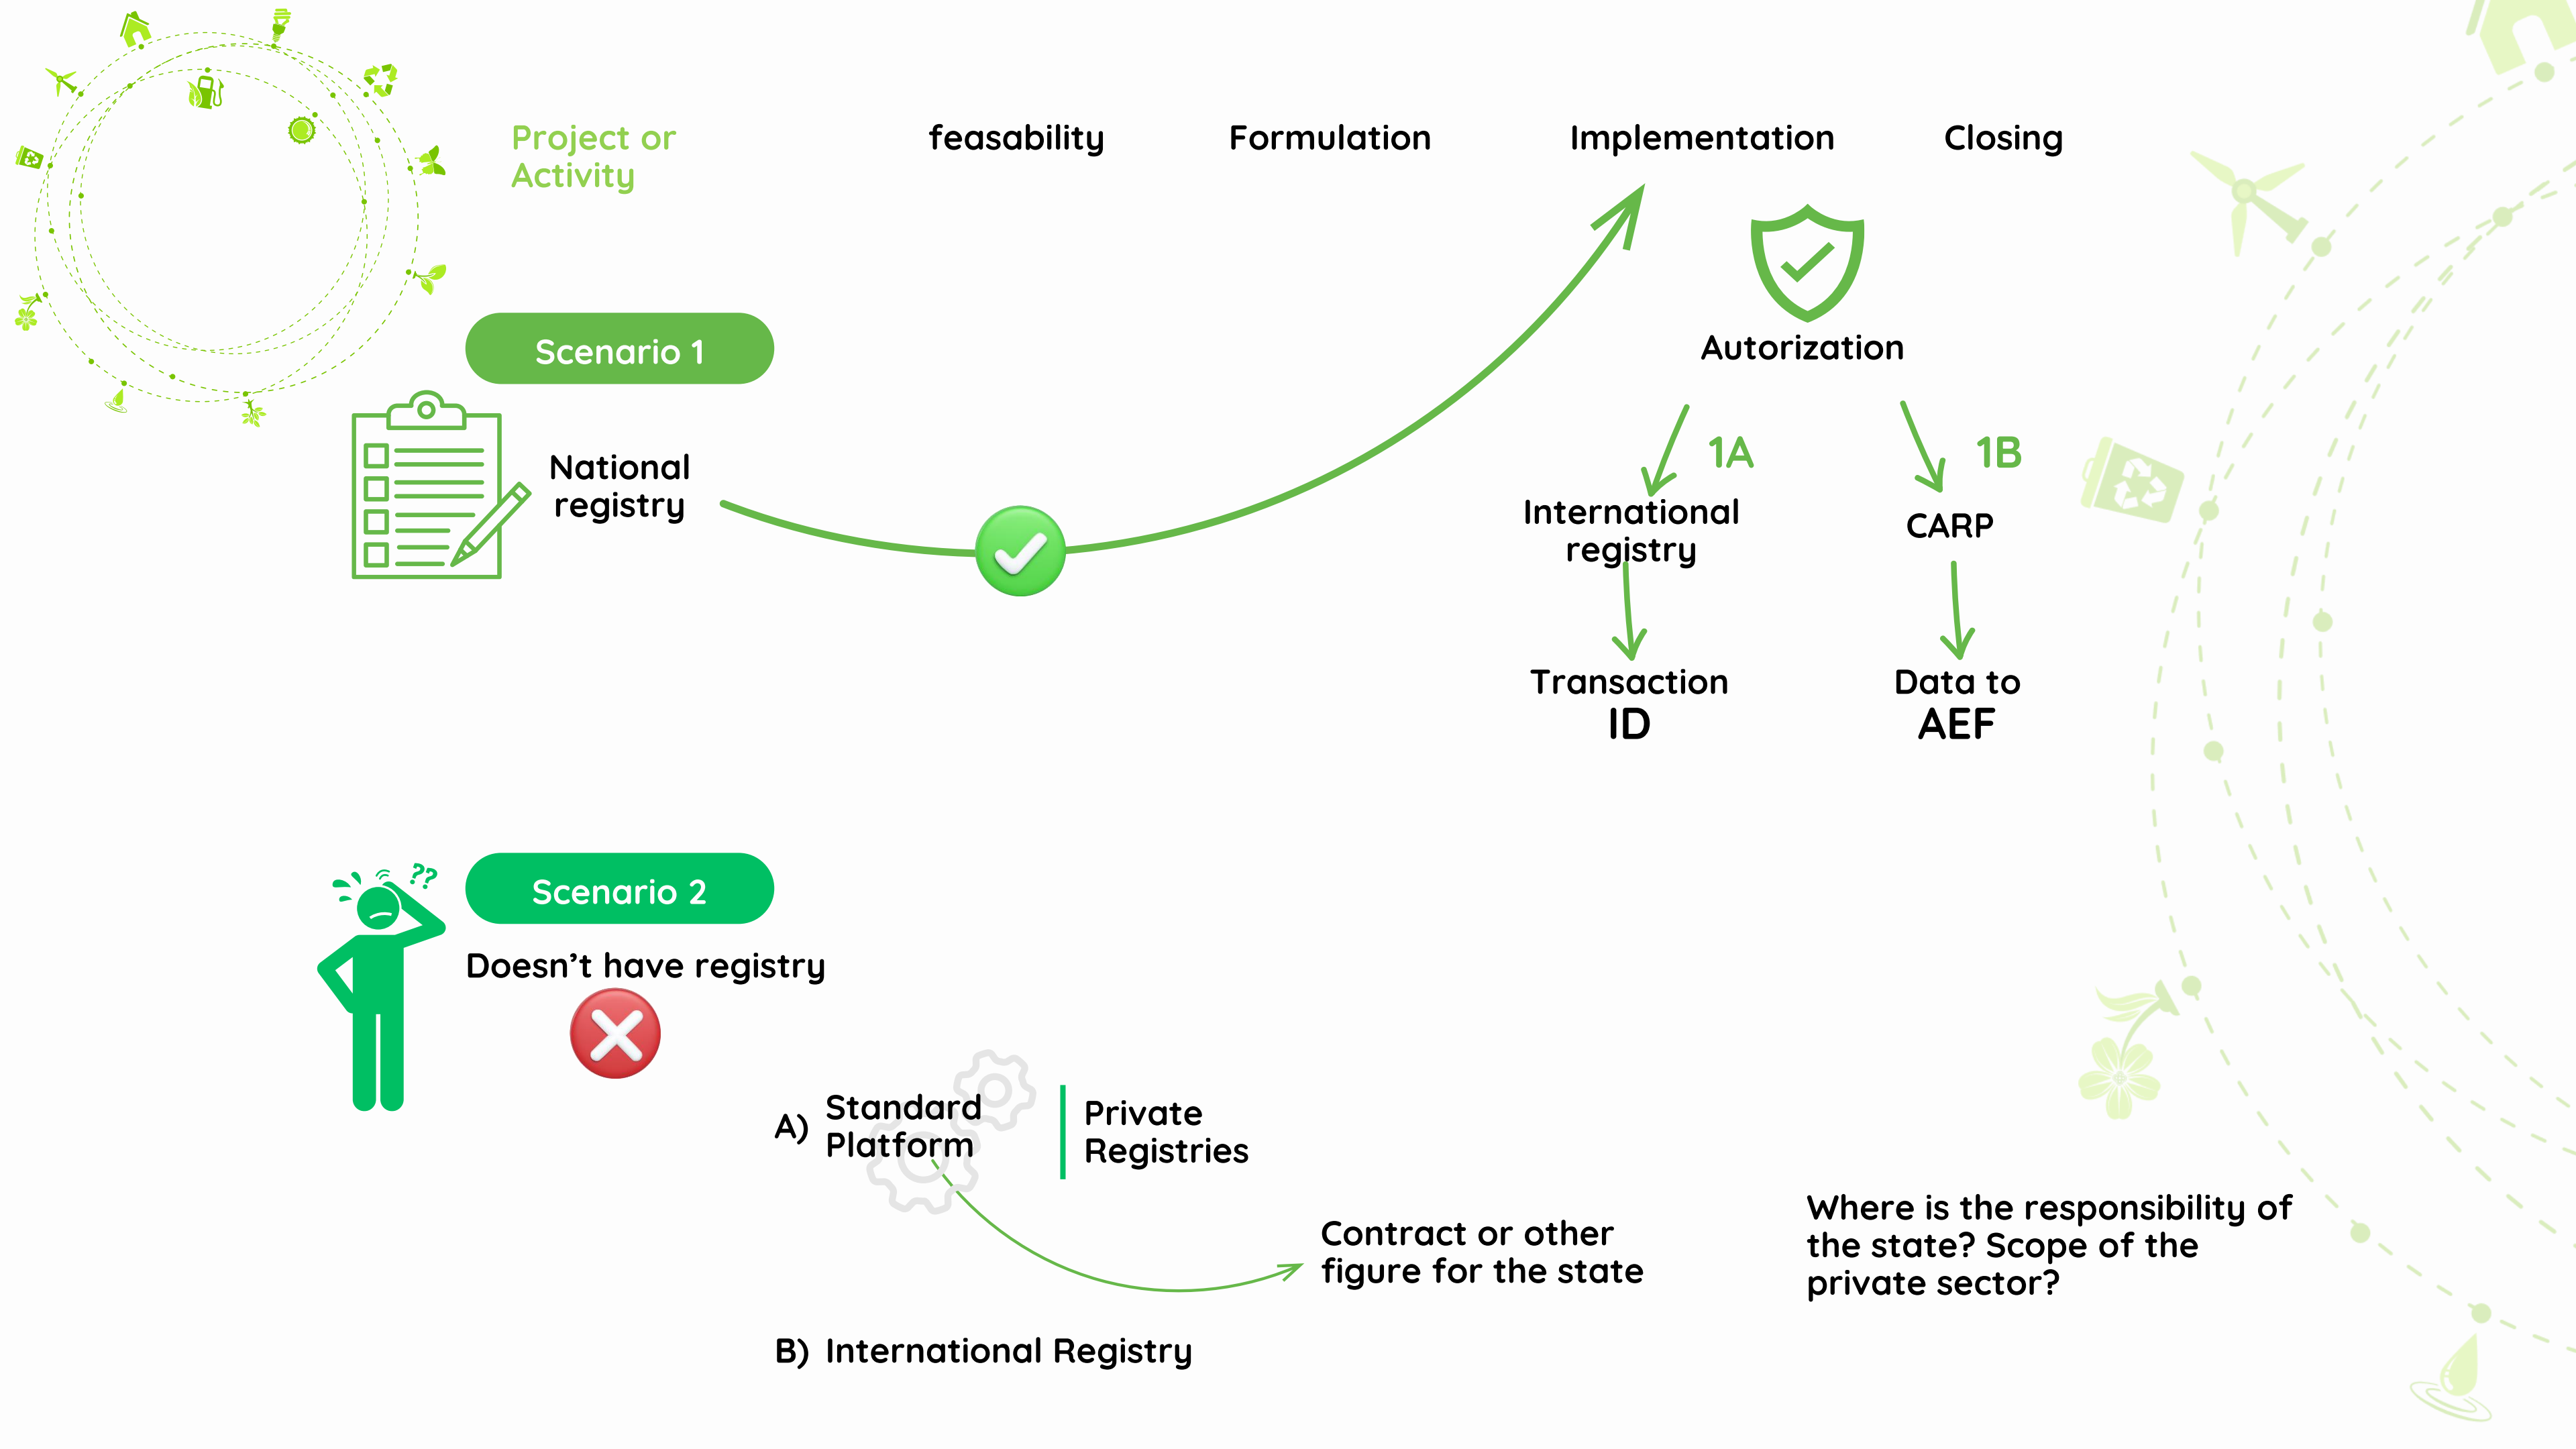 Project or
Activity
feasability
Formulation
Implementation
Closing
Scenario 1
National
registry
Autorization
1A
1B
International
registry
CARP
Transaction
ID
Data to
AEF
??
Scenario 2
Doesn’t have registry
A)
Standard
Platform
Private
Registries
Contract or other
figure for the state
Where is the responsibility of
the state? Scope of the
private sector?
B) International Registry